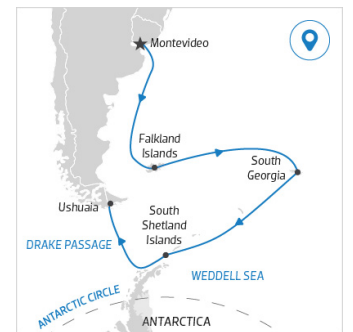 Montevideo
Falkland
Islands
South
Georgia
Ushuaia
South
Shetland
Islands
DRAKE PASSAGE
WEDDELL SEA
ANTARCTIC CIRCLE
ANTARCTICA